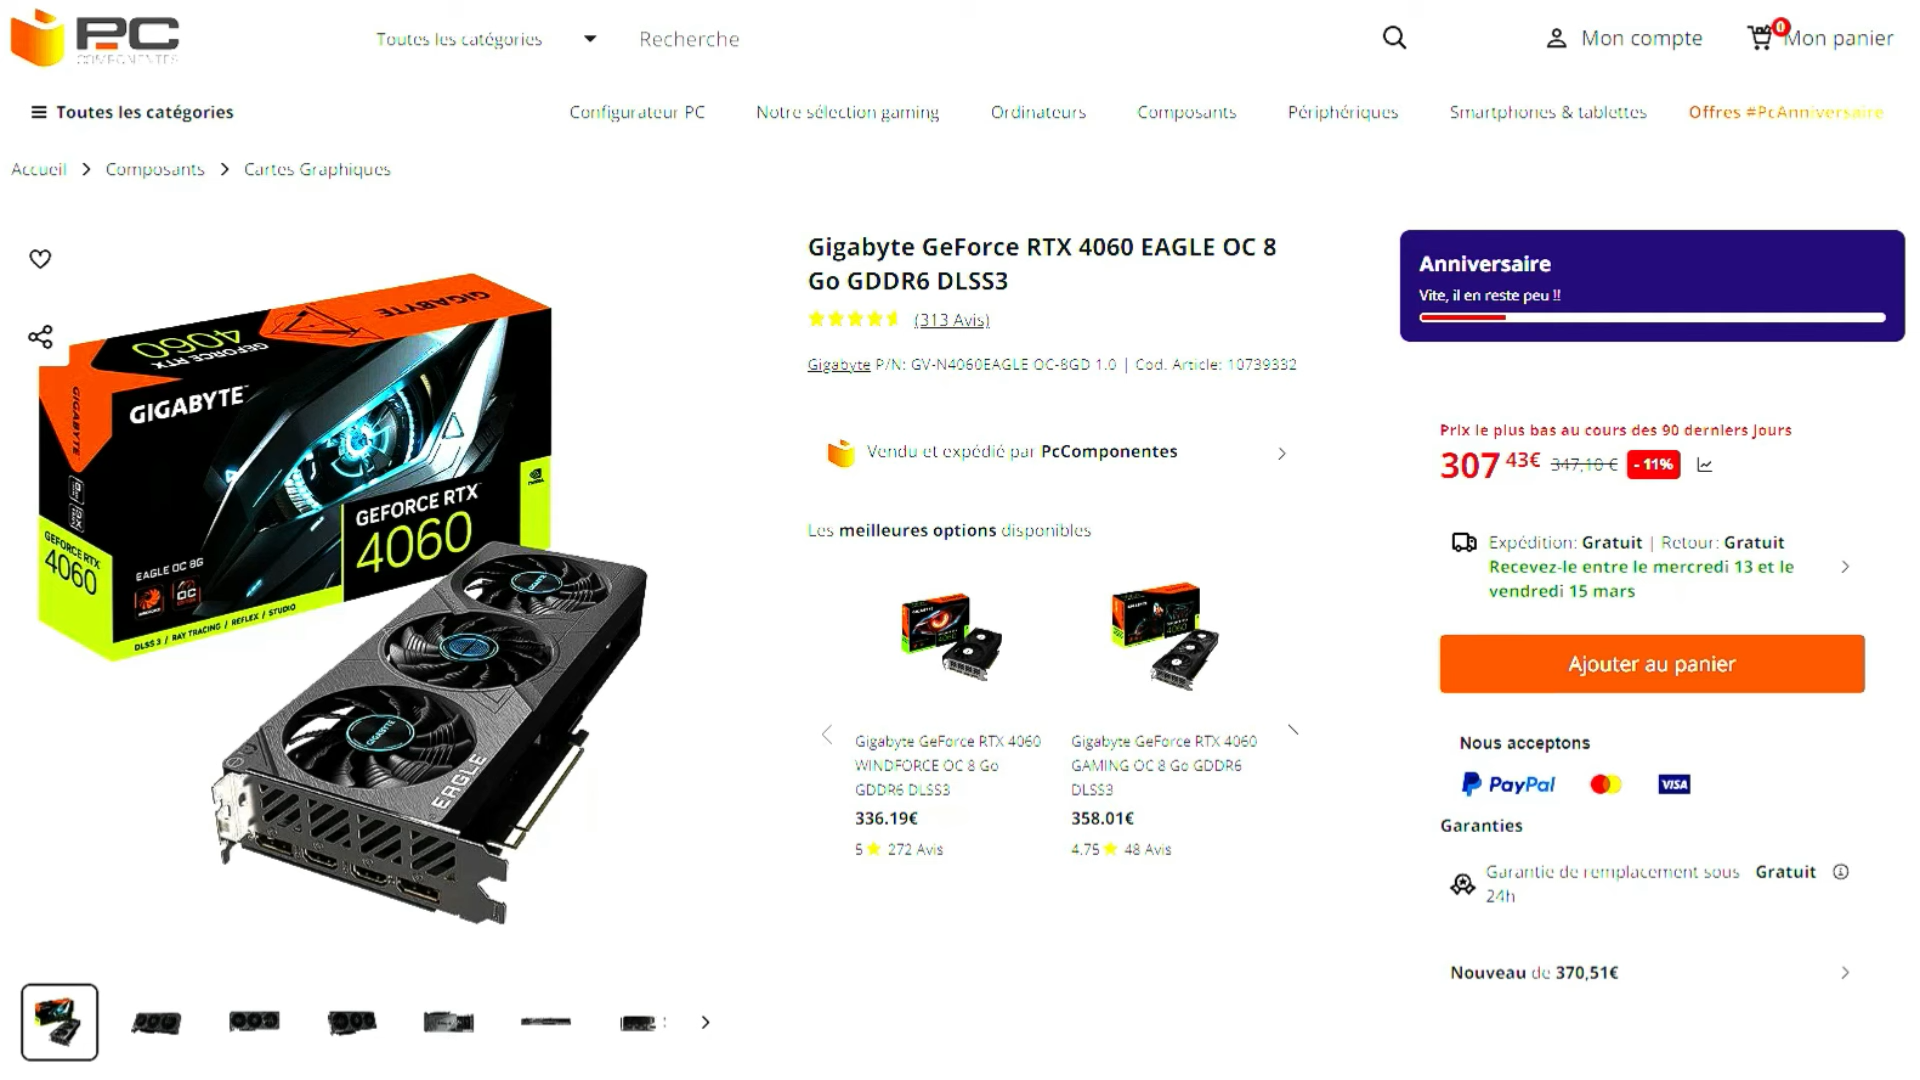 PC
COMPONENTES
Toutes les catégories
Recherche
Mon compte
0
Mon panier
Toutes les catégories
Configurateur PC
Notre sélection gaming
Ordinateurs
Composants
Périphériques
Smartphones & tablettes
Offres #PcAnniversaire
Accueil
Composants
Cartes Graphiques
GIGABYTE
GEFORCE RTX
4060
GIGABYTE
GIGABYTE™
GEFORCE RTX™
4060
GEFORCE RTX
4060
EAGLE OC 8G
OC
DLSS 3 / RAY TRACING / REFLEX / STUDIO
GIGABYTE
GIGABYTE
EAGLE
Gigabyte GeForce RTX 4060 EAGLE OC 8
Go GDDR6 DLSS3
(313 Avis)
Gigabyte P/N: GV-N4060EAGLE OC-8GD 1.0 | Cod. Article: 10739332
Vendu et expédié par PcComponentes
Les meilleures options disponibles
Gigabyte GeForce RTX 4060
WINDFORCE OC 8 Go
GDDR6 DLSS3
336.19€
5 272 Avis
Gigabyte GeForce RTX 4060
GAMING OC 8 Go GDDR6
DLSS3
358.01€
4.75 48 Avis
Anniversaire
Vite, il en reste peu !!
Prix le plus bas au cours des 90 derniers jours
307 43€ 347,10 € - 11%
Expédition: Gratuit | Retour: Gratuit
Recevez-le entre le mercredi 13 et le
vendredi 15 mars
Ajouter au panier
Nous acceptons
PayPal
VISA
Garanties
Garantie de remplacement sous
24h
Gratuit
Nouveau de 370,51€